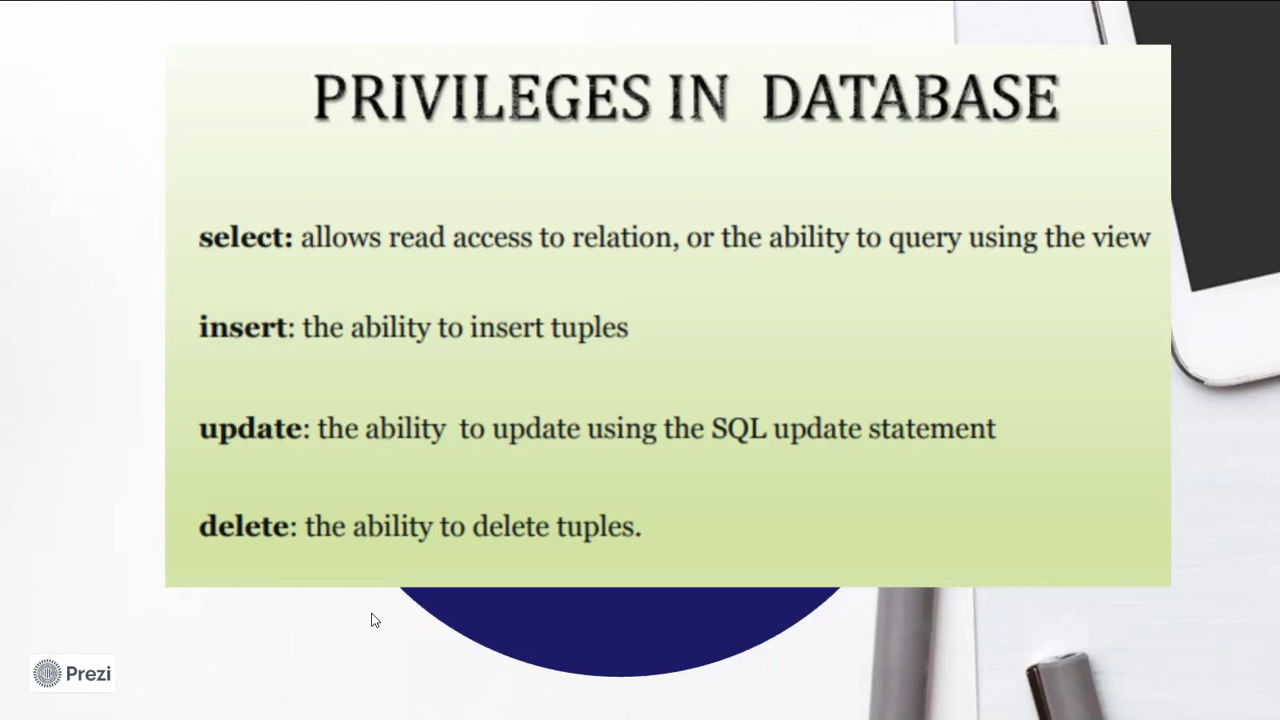 PRIVILEGES IN DATABASE
select: allows read access to relation, or the ability to query using the view
insert: the ability to insert tuples
update: the ability to update using the SQL update statement
delete: the ability to delete tuples.
Prezi